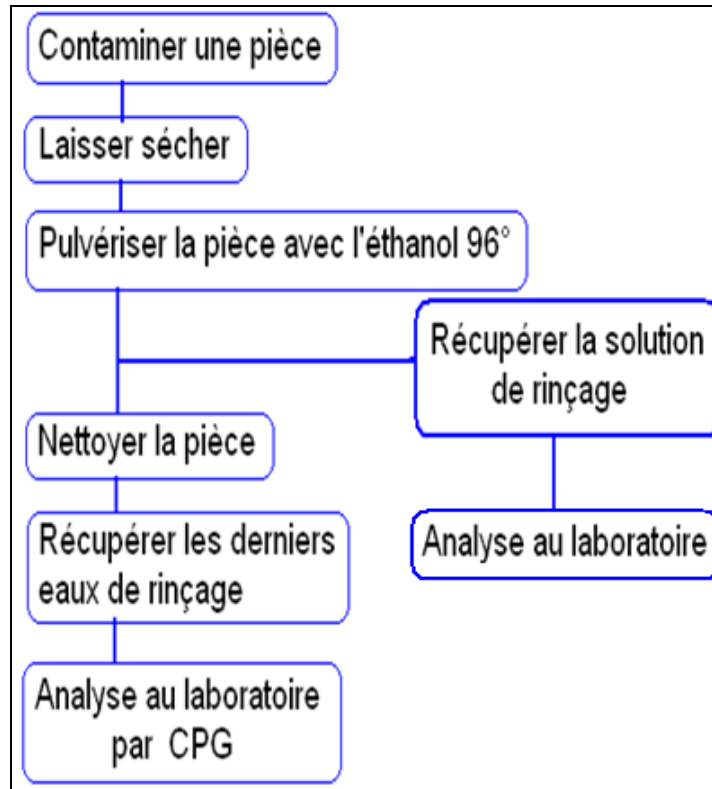 Contaminer une pièce
Laisser sécher
Pulvériser la pièce avec l'éthanol 96°
Récupérer la solution
de rinçage
Nettoyer la pièce
Récupérer les derniers
eaux de rinçage
Analyse au laboratoire
Analyse au laboratoire
par CPG